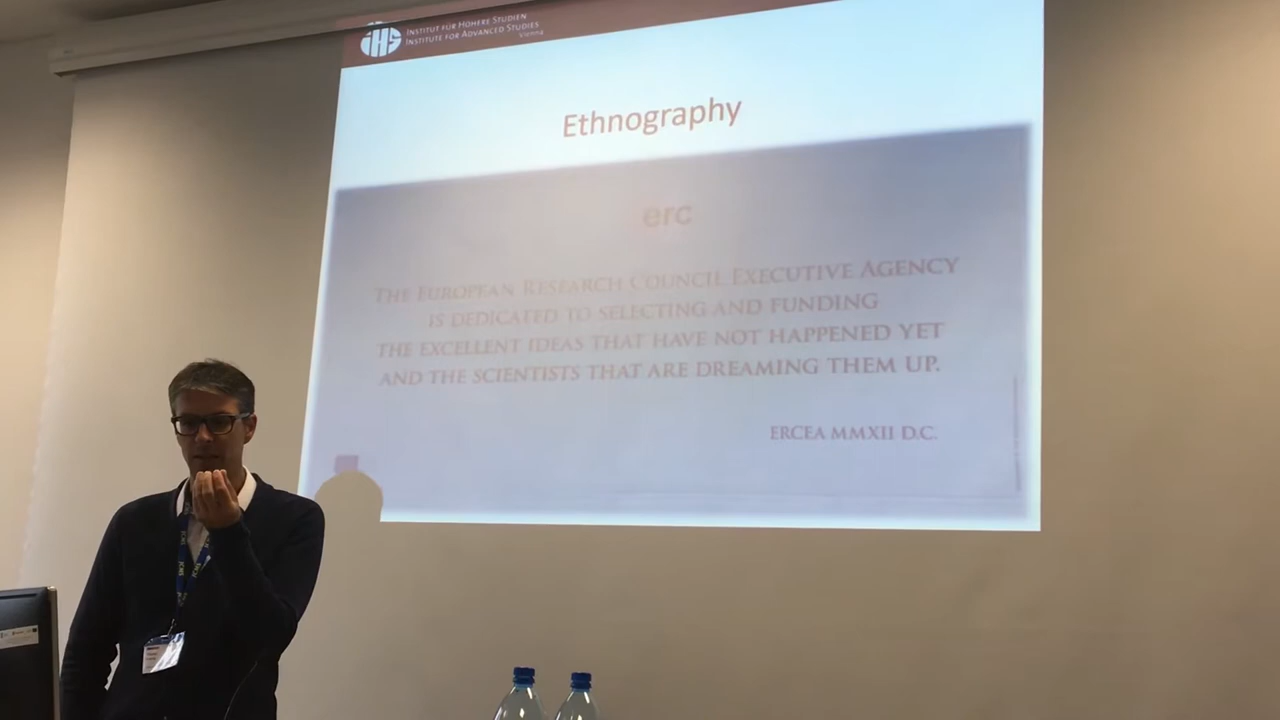 iHS
INSTITUT FÜR HÖHERE STUDIEN
INSTITUTE FOR ADVANCED STUDIES
Vienna
Ethnography
erc
THE EUROPEAN RESEARCH COUNCIL EXECUTIVE AGENCY
IS DEDICATED TO SELECTING AND FUNDING
THE EXCELLENT IDEAS THAT HAVE NOT HAPPENED YET
AND THE SCIENTISTS THAT ARE DREAMING THEM UP.
ERCEA MMXII D.C.